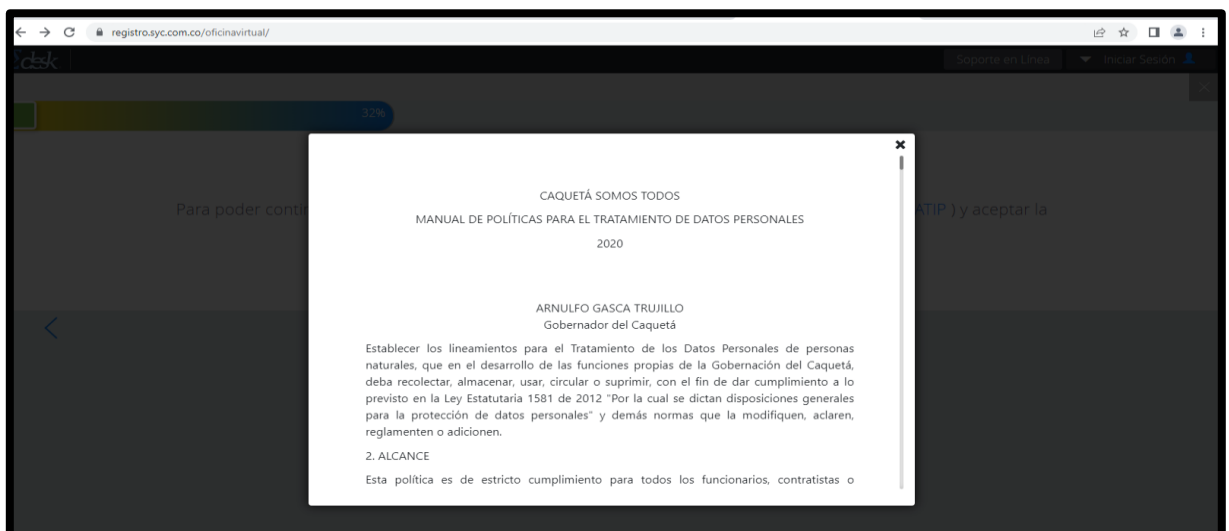 registro.syc.com.co/oficinavirtual/
desk
Soporte en Línea
Iniciar Sesión
32%
Para poder contin
ATIP ) y aceptar la
CAQUETÁ SOMOS TODOS
MANUAL DE POLÍTICAS PARA EL TRATAMIENTO DE DATOS PERSONALES
2020
ARNULFO GASCA TRUJILLO
Gobernador del Caquetá
Establecer los lineamientos para el Tratamiento de los Datos Personales de personas
naturales, que en el desarrollo de las funciones propias de la Gobernación del Caquetá,
deba recolectar, almacenar, usar, circular o suprimir, con el fin de dar cumplimiento a lo
previsto en la Ley Estatutaria 1581 de 2012 "Por la cual se dictan disposiciones generales
para la protección de datos personales" y demás normas que la modifiquen, aclaren,
reglamenten o adicionen.
2. ALCANCE
Esta política es de estricto cumplimiento para todos los funcionarios, contratistas o